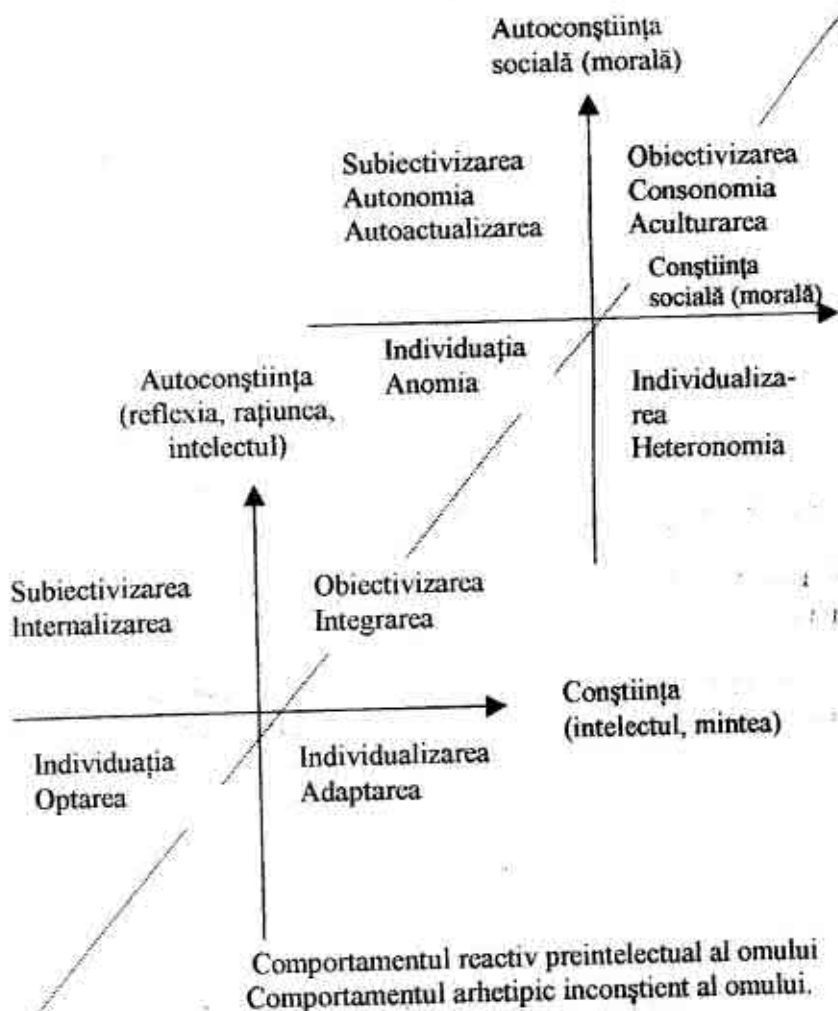 Autoconştiinţa
socială (morală)
Subiectivizarea
Autonomia
Autoactualizarea
Obiectivizarea
Consonomia
Aculturarea
Conştiinţa
socială (morală)
Individuaţia
Anomia
Individualiza-
rea
Heteronomia
Autoconştiinţa
(reflexia, raţiunea,
intelectul)
Subiectivizarea
Internalizarea
Obiectivizarea
Integrarea
Conştiinţa
(intelectul, mintea)
Individuaţia
Optarea
Individualizarea
Adaptarea
Comportamentul reactiv preintelectual al omului
Comportamentul arhetipic inconştient al omului.